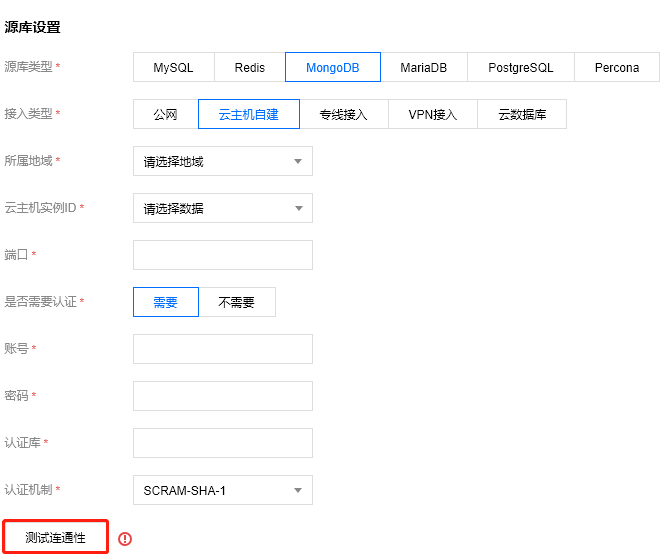 源库设置
源库类型 * MySQL Redis MongoDB MariaDB PostgreSQL Percona
接入类型 * 公网 云主机自建 专线接入 VPN接入 云数据库
所属地域 * 请选择地域
云主机实例ID * 请选择数据
端口 *
是否需要认证 * 需要 不需要
账号 *
密码 *
认证库 *
认证机制 * SCRAM-SHA-1
测试连通性